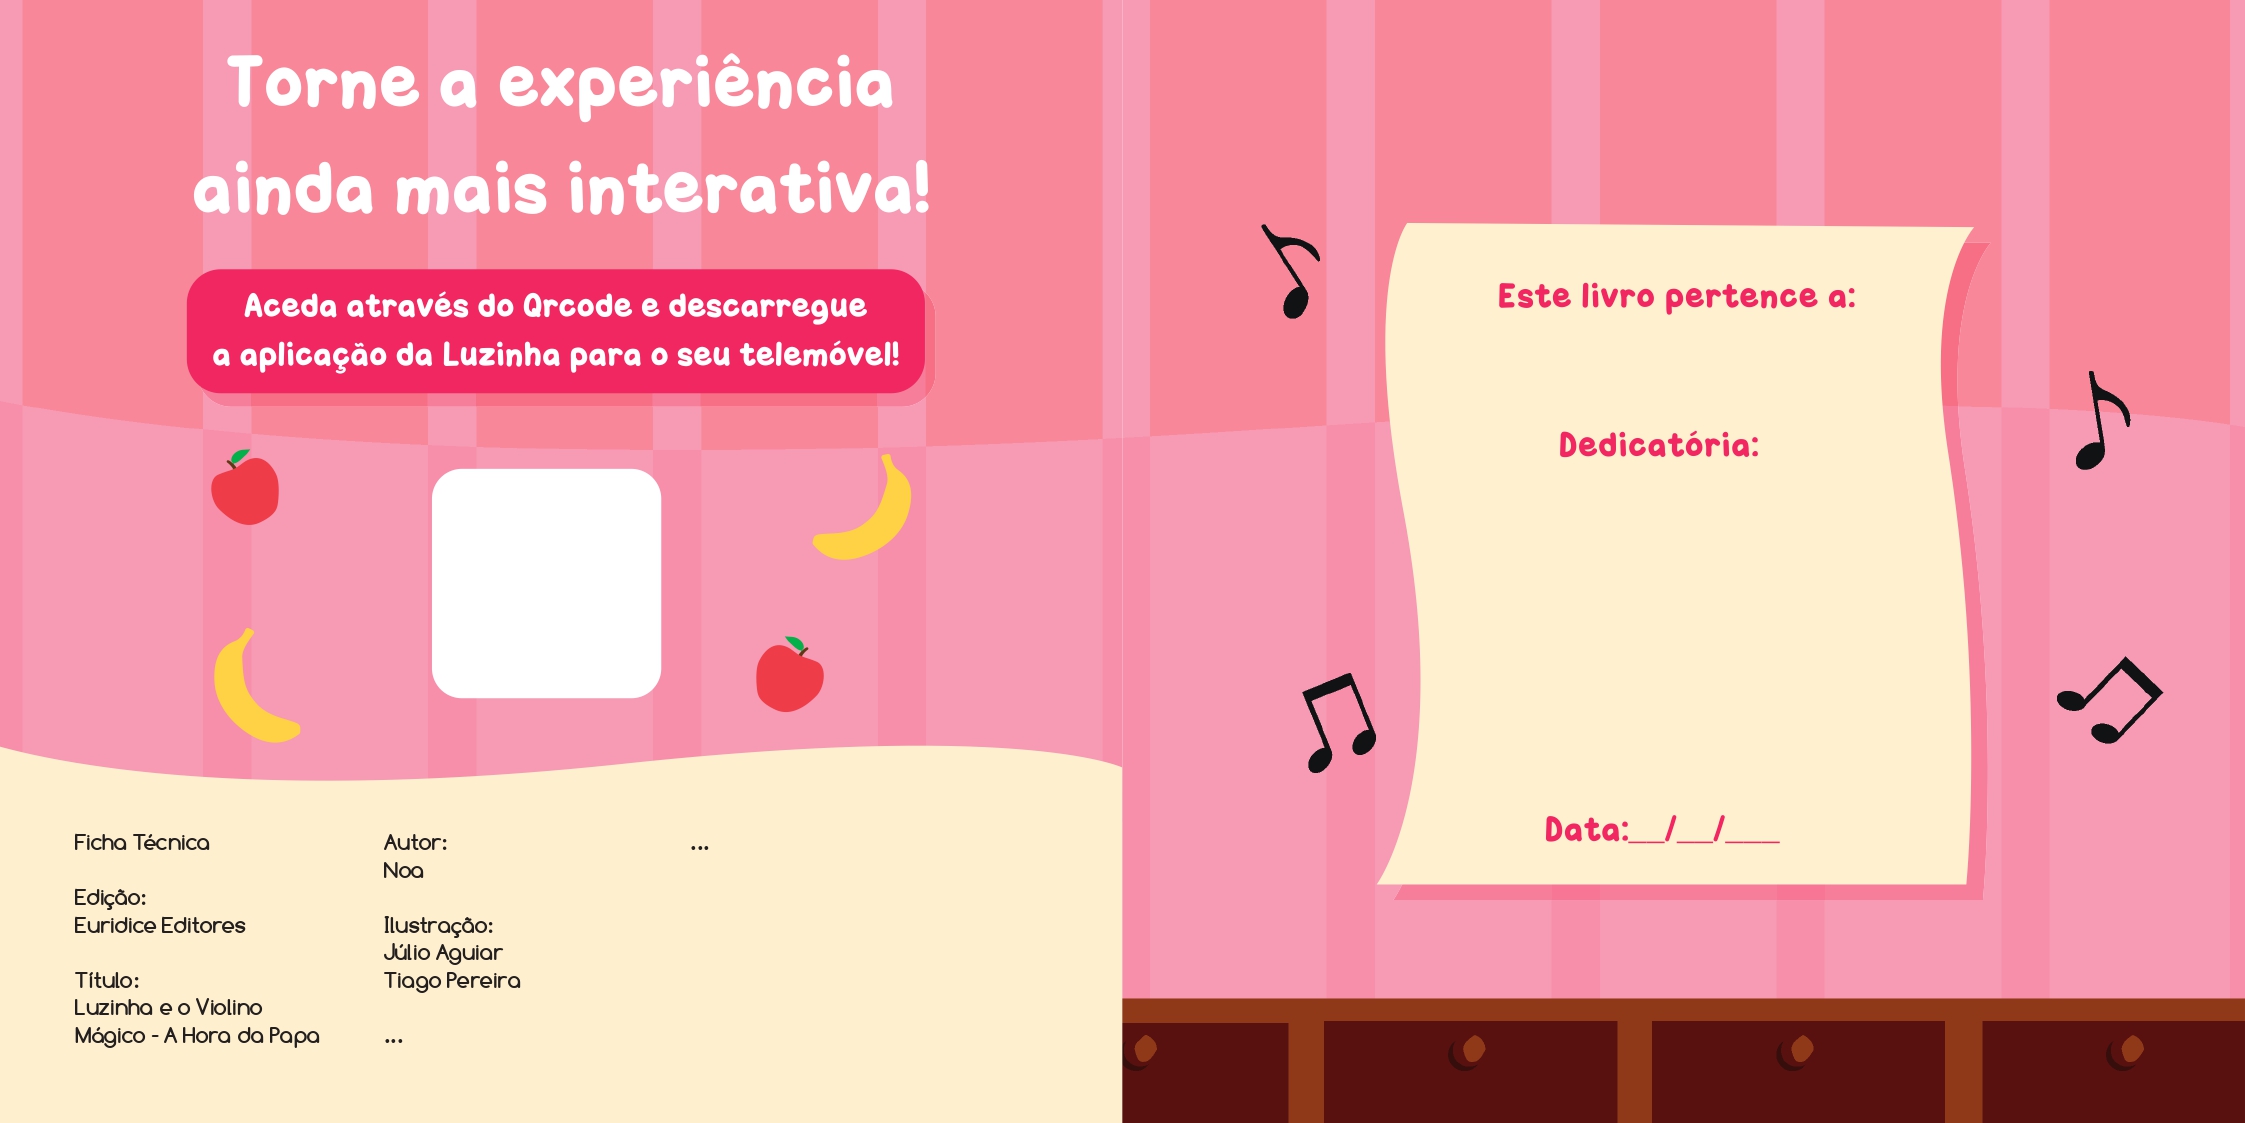 Torne a experiência
ainda mais interativa!
Aceda através do Qrcode e descarregue
a aplicação da Luzinha para o seu telemóvel!
Ficha Técnica
Edição:
Euridice Editores
Título:
Luzinha e o Violino
Mágico - A Hora da Papa
Autor:
Noa
Ilustração:
Júlio Aguiar
Tiago Pereira
...
...
Este livro pertence a:
Dedicatória:
Data:__/__/___